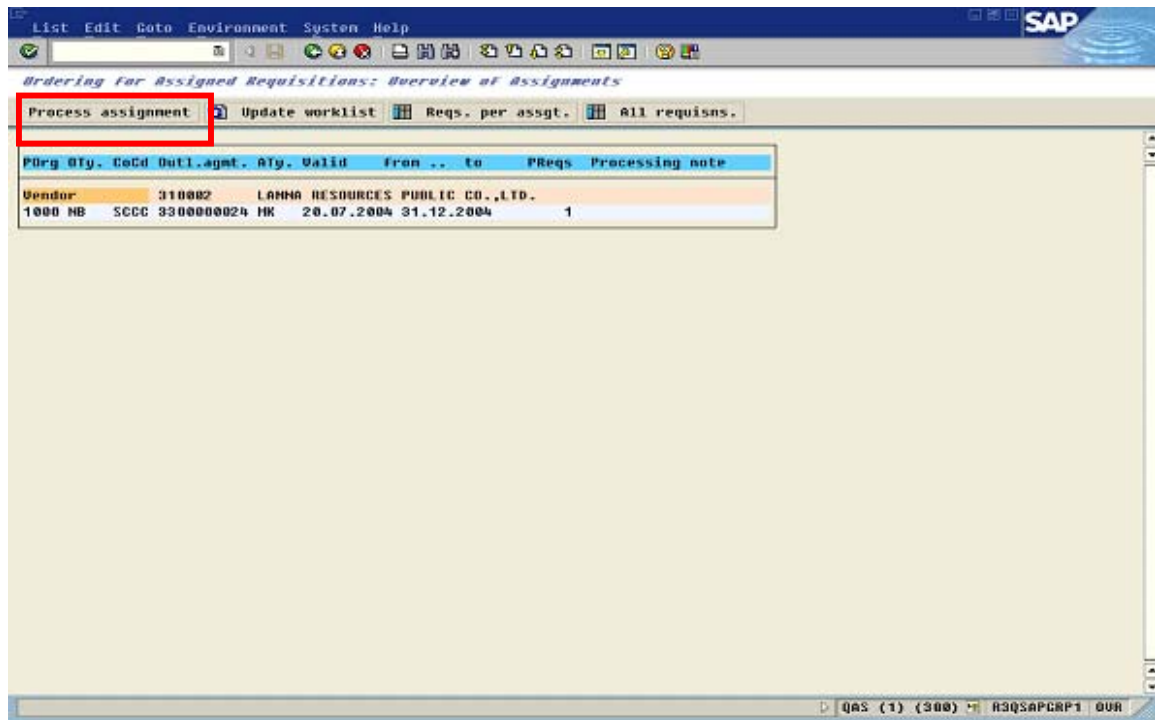 List Edit Goto Environment System Help
SAP
Ordering for Assigned Requisitions: Overview of Assignments
Process assignment Update worklist Reqs. per assgt. All requisns.
POrg OTy. CoCd Outl.agmt. ATy. Valid from .. to PReqs Processing note
Vendor 310002 LANNA RESOURCES PUBLIC CO.,LTD.
1000 NB SCCC 3300000024 MK 20.07.2004 31.12.2004 1
QAS (1) (300) R3QSAPGRP1 OVR